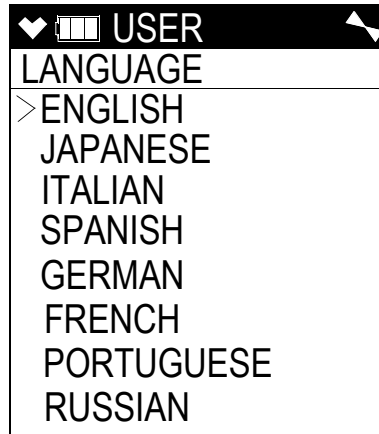 USER
LANGUAGE
>ENGLISH
JAPANESE
ITALIAN
SPANISH
GERMAN
FRENCH
PORTUGUESE
RUSSIAN